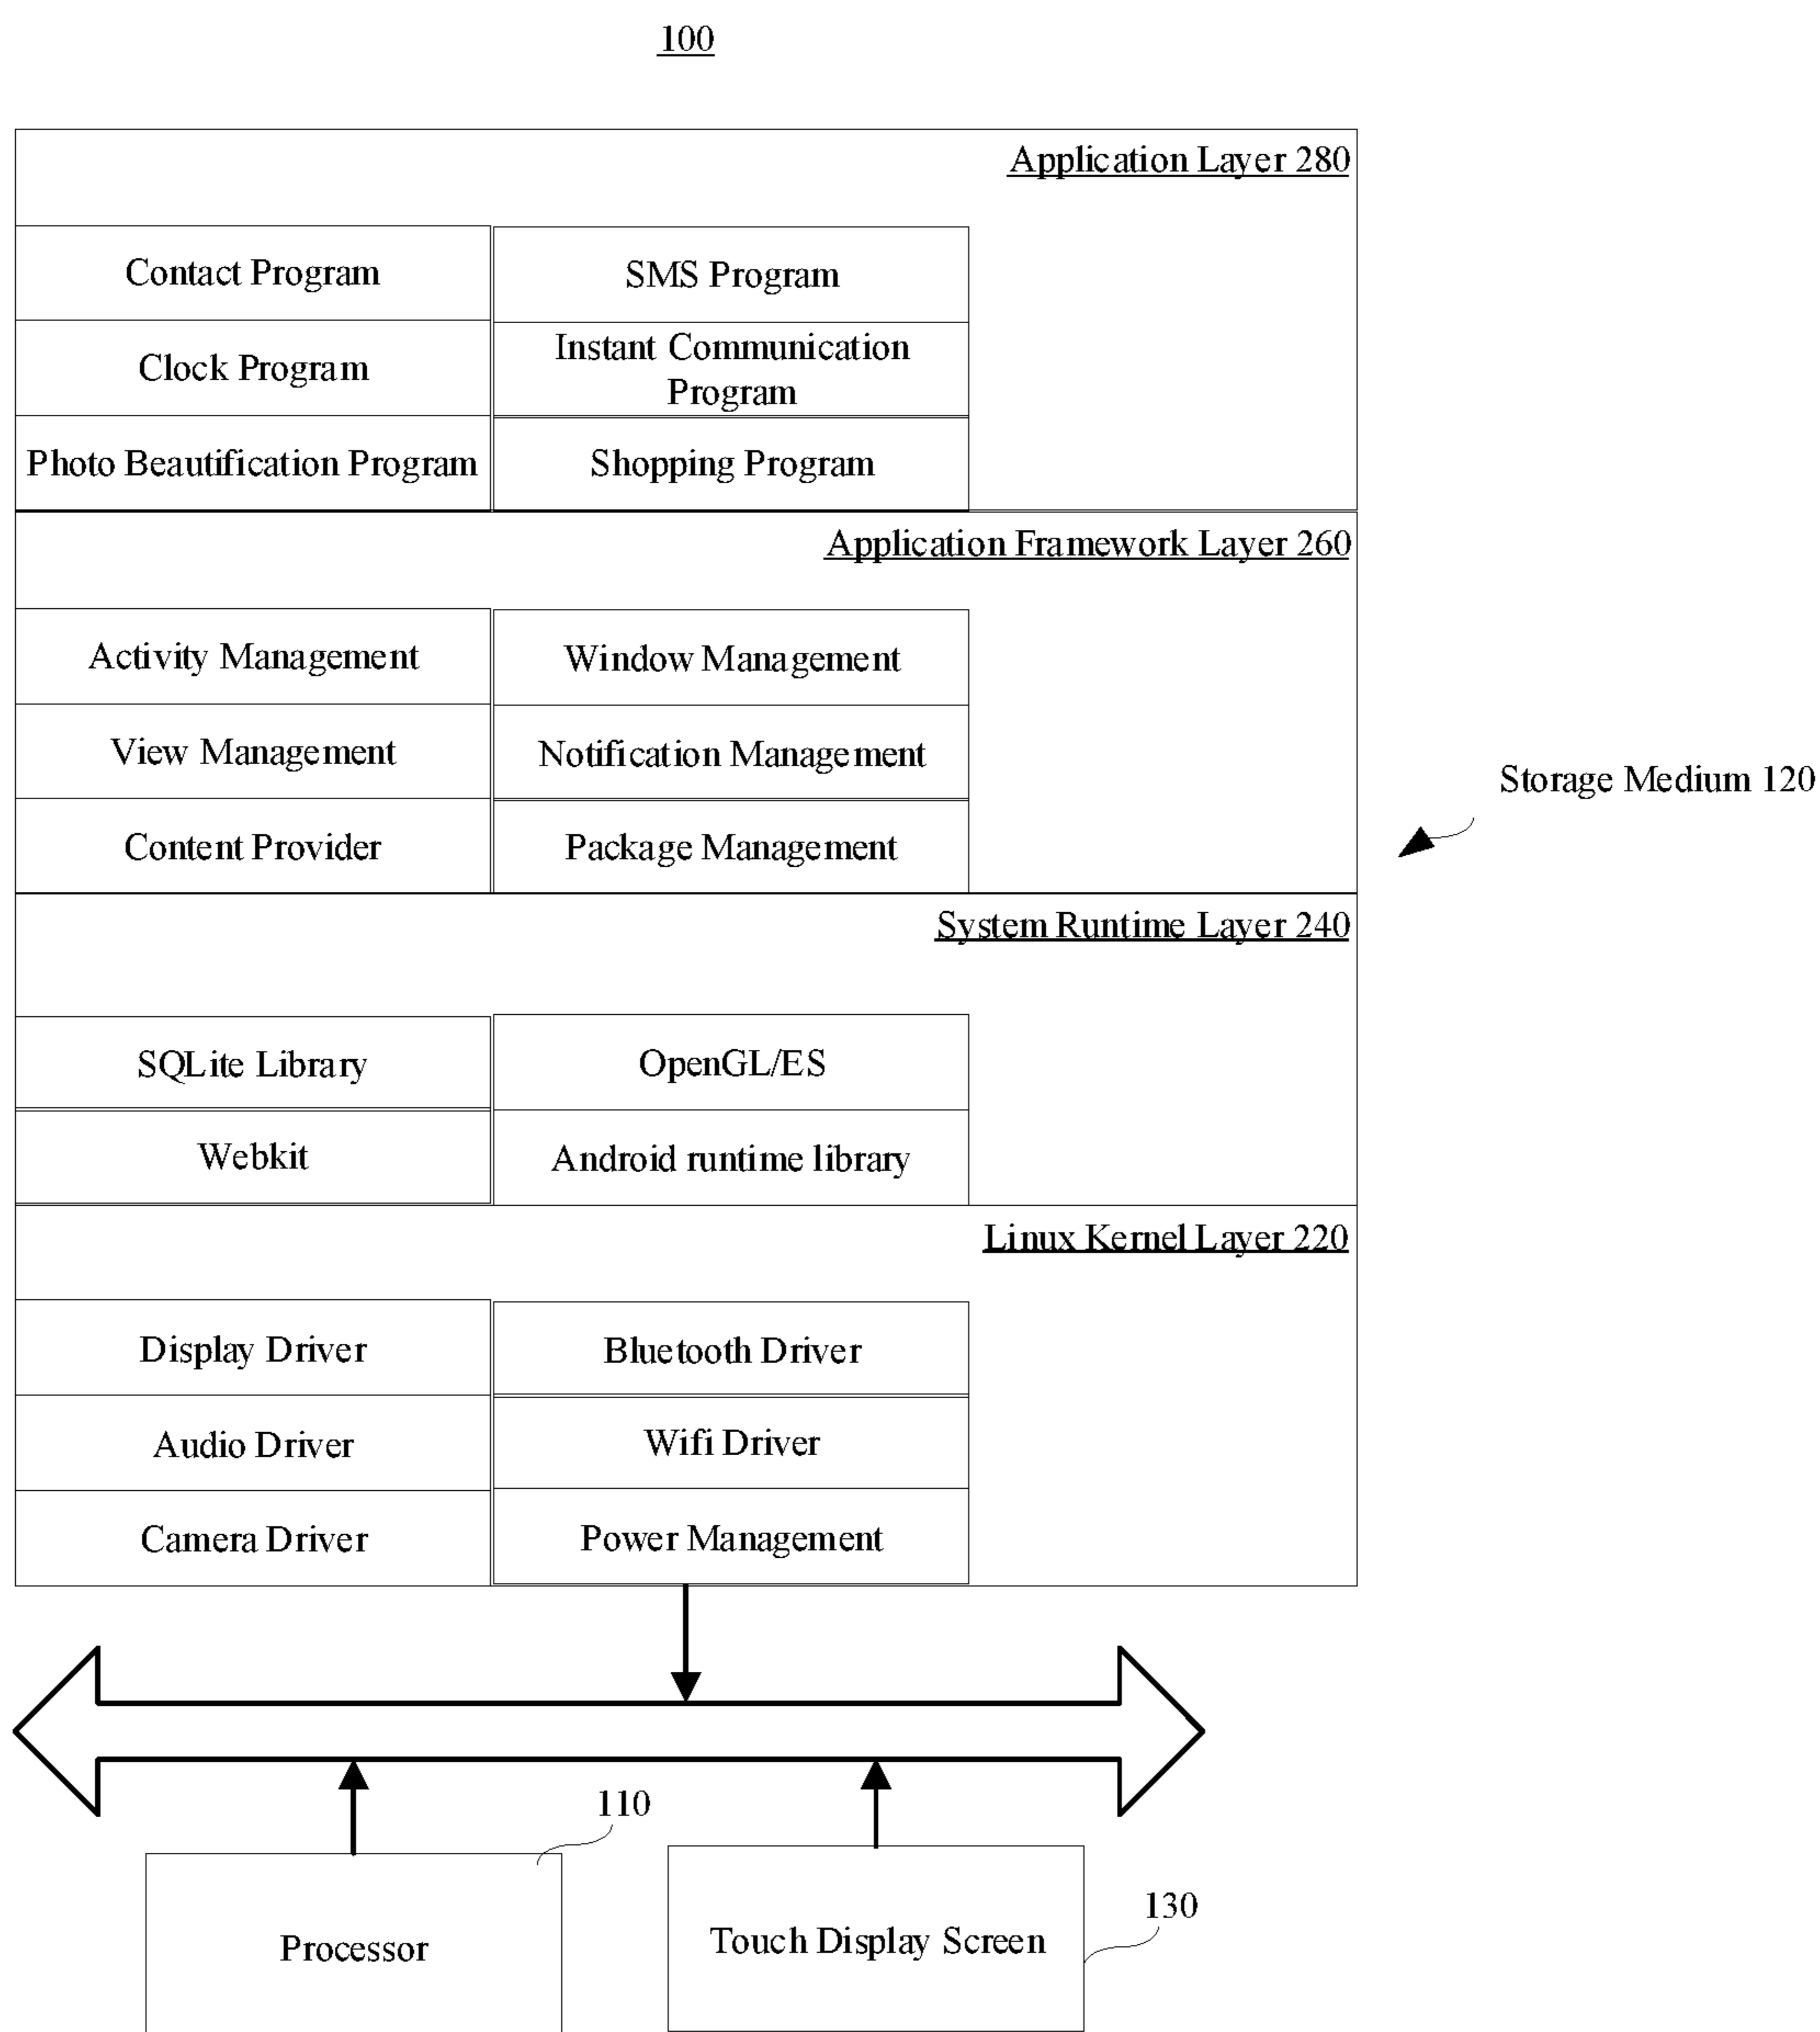 100
Application Layer 280
Contact Program
SMS Program
Clock Program
Instant Communication
Program
Photo Beautification Program
Shopping Program
Application Framework Layer 260
Activity Management
Window Management
View Management
Notification Management
Storage Medium 120
Content Provider
Package Management
System Runtime Layer 240
SQLite Library
OpenGL/ES
Webkit
Android runtime library
Linux Kernel Layer 220
Display Driver
Bluetooth Driver
Audio Driver
Wifi Driver
Camera Driver
Power Management
110
130
Processor
Touch Display Screen